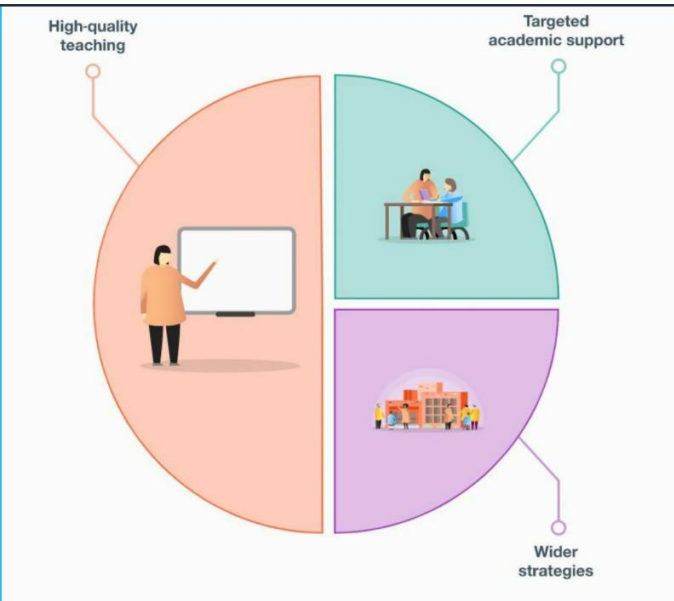 High-quality
teaching
Targeted
academic support
Wider
strategies